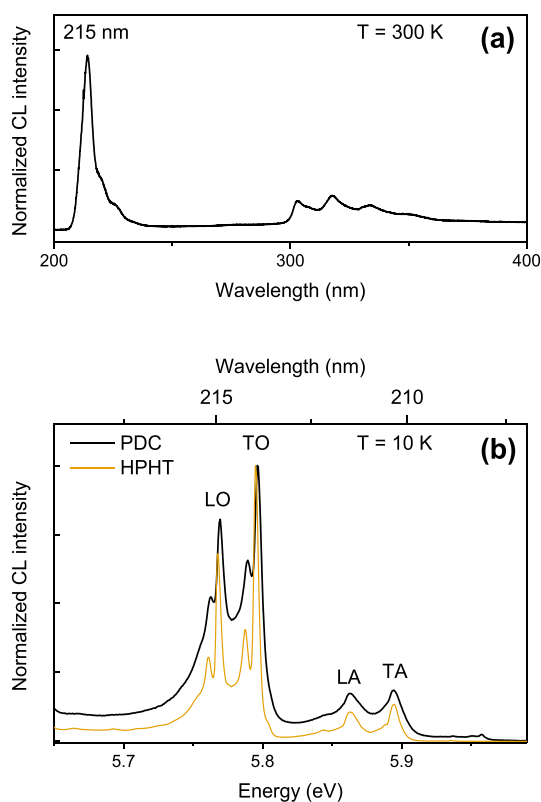 215 nm
T = 300 K
(a)
Normalized CL intensity
200
300
400
Wavelength (nm)
Wavelength (nm)
215
210
PDC
TO
T = 10 K
(b)
HPHT
LO
LA
TA
Normalized CL intensity
5.7
5.8
5.9
Energy (eV)